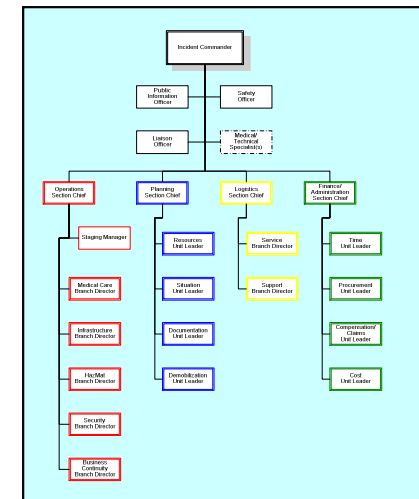 Incident Commander
Public
Information
Officer
Safety
Officer
Liaison
Officer
Medical/
Technical
Specialist(s)
Operations
Section Chief
Planning
Section Chief
Logistics
Section Chief
Finance/
Administration
Section Chief
Staging Manager
Resources
Unit Leader
Service
Branch Director
Time
Unit Leader
Medical Care
Branch Director
Situation
Unit Leader
Support
Branch Director
Procurement
Unit Leader
Infrastructure
Branch Director
Documentation
Unit Leader
Compensation/
Claims
Unit Leader
HazMat
Branch Director
Demobilization
Unit Leader
Cost
Unit Leader
Security
Branch Director
Business
Continuity
Branch Director